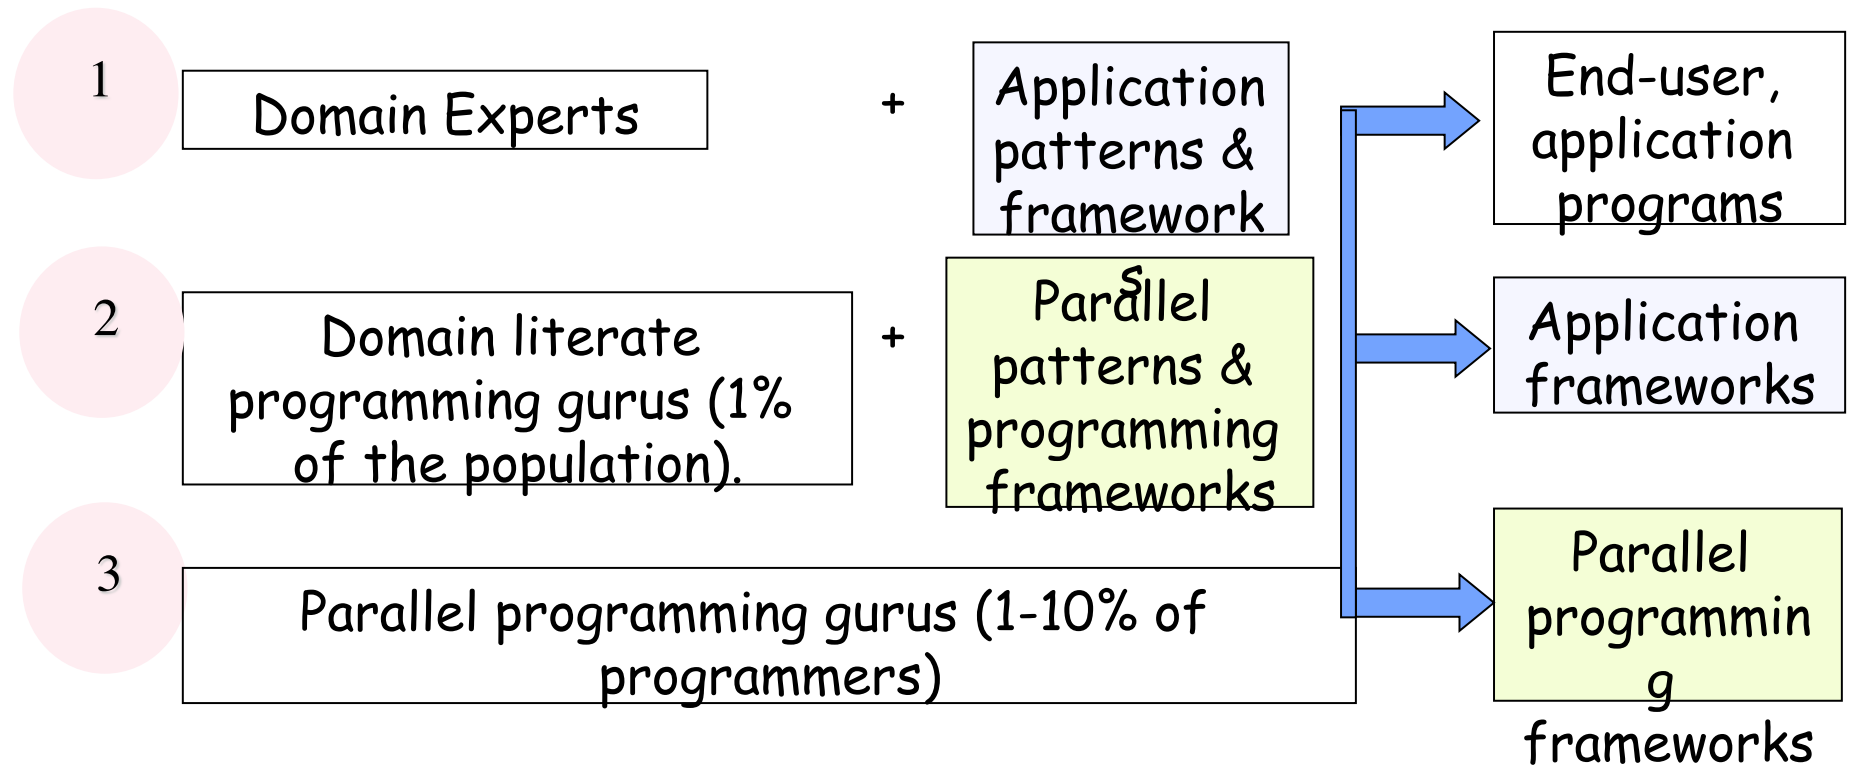 1
Domain Experts
+
Application
patterns &
framework
s
End-user,
application
programs
2
Domain literate
programming gurus (1%
of the population).
+
Parallel
patterns &
programming
frameworks
Application
frameworks
3
Parallel programming gurus (1-10% of
programmers)
Parallel
programmin
g
frameworks